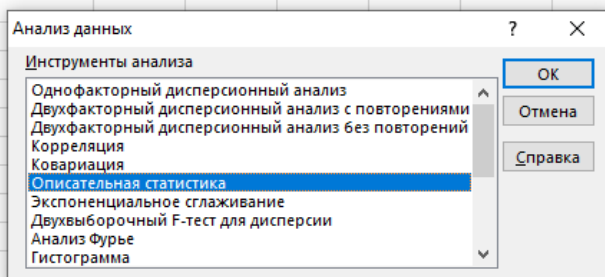 Анализ данных
?
Инструменты анализа
Однофакторный дисперсионный анализ
Двухфакторный дисперсионный анализ с повторениями
Двухфакторный дисперсионный анализ без повторений
Корреляция
Ковариация
Описательная статистика
Экспоненциальное сглаживание
Двухвыборочный F-тест для дисперсии
Анализ Фурье
Гистограмма
ОК
Отмена
Справка